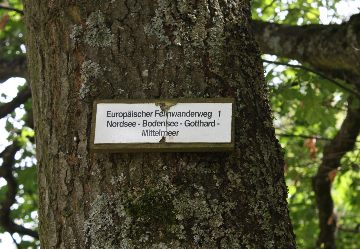 Europäischer Fernwanderweg 1
Nordsee - Bodensee - Gotthard -
Mittelmeer